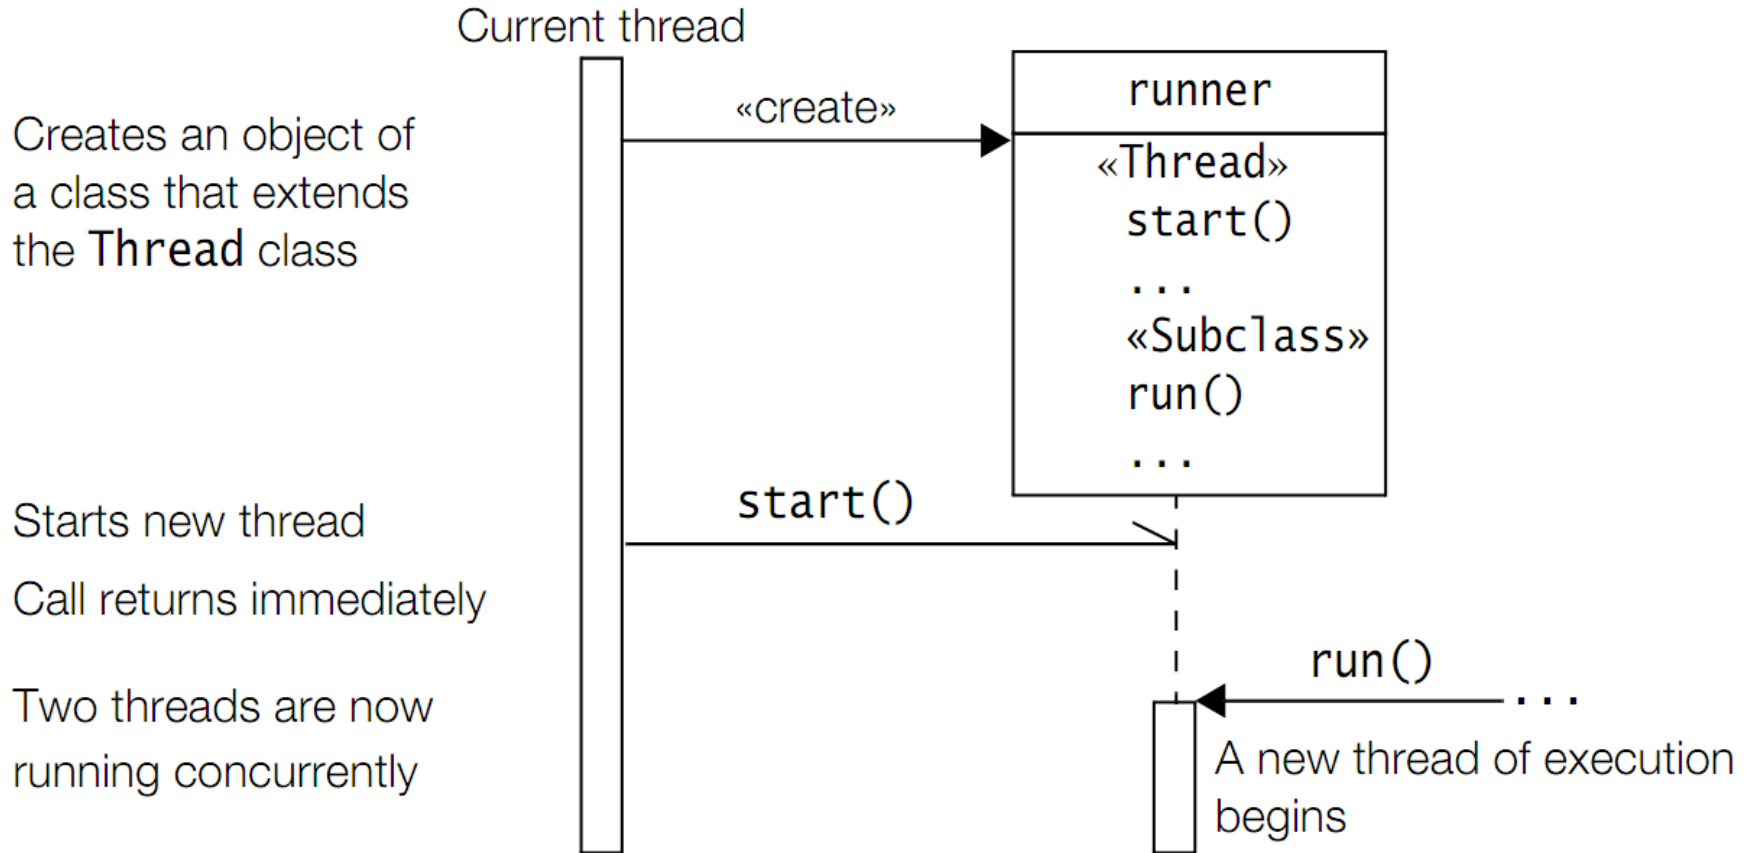 Current thread
Creates an object of
a class that extends
the Thread class
«create»
runner
«Thread»
start()
...
«Subclass»
run()
...
Starts new thread
start()
Call returns immediately
Two threads are now
running concurrently
run()
...
A new thread of execution
begins